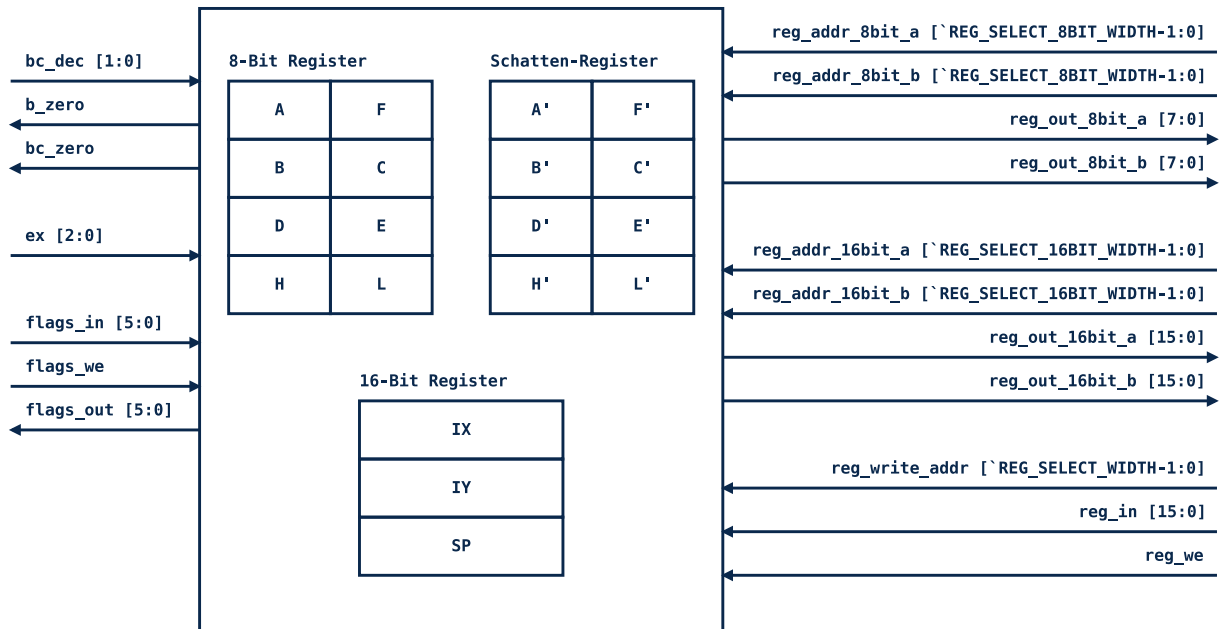 bc_dec [1:0]
b_zero
bc_zero
ex [2:0]
flags_in [5:0]
flags_we
flags_out [5:0]
8-Bit Register
A F
B C
D E
H L
Schatten-Register
A' F'
B' C'
D' E'
H' L'
16-Bit Register
IX
IY
SP
reg_addr_8bit_a [`REG_SELECT_8BIT_WIDTH-1:0]
reg_addr_8bit_b [`REG_SELECT_8BIT_WIDTH-1:0]
reg_out_8bit_a [7:0]
reg_out_8bit_b [7:0]
reg_addr_16bit_a [`REG_SELECT_16BIT_WIDTH-1:0]
reg_addr_16bit_b [`REG_SELECT_16BIT_WIDTH-1:0]
reg_out_16bit_a [15:0]
reg_out_16bit_b [15:0]
reg_write_addr [`REG_SELECT_WIDTH-1:0]
reg_in [15:0]
reg_we